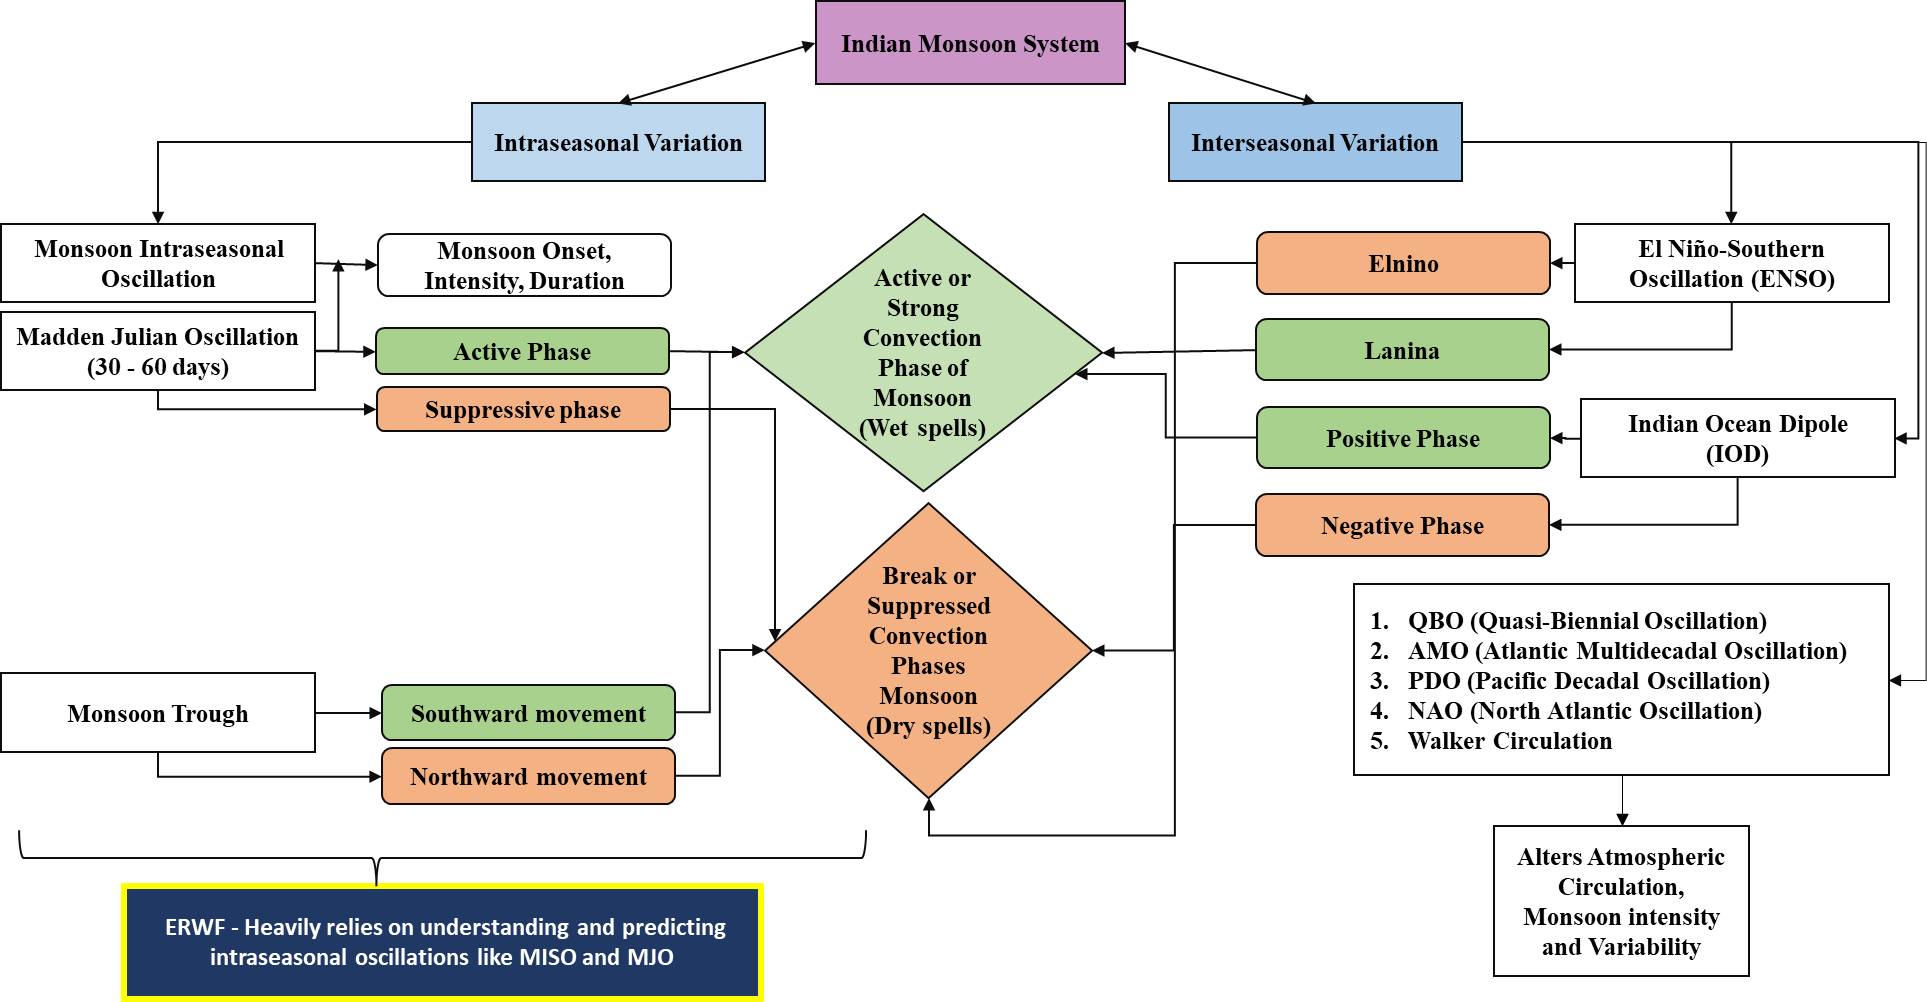 Indian Monsoon System
Intraseasonal Variation
Interseasonal Variation
Monsoon Intraseasonal
Oscillation
Monsoon Onset,
Intensity, Duration
Madden Julian Oscillation
(30 - 60 days)
Active Phase
Suppressive phase
Monsoon Trough
Southward movement
Northward movement
Active or
Strong
Convection
Phase of
Monsoon
(Wet spells)
Break or
Suppressed
Convection
Phases
Monsoon
(Dry spells)
Elnino
El Niño-Southern
Oscillation (ENSO)
Lanina
Positive Phase
Indian Ocean Dipole
(IOD)
Negative Phase
1. QBO (Quasi-Biennial Oscillation)
2. AMO (Atlantic Multidecadal Oscillation)
3. PDO (Pacific Decadal Oscillation)
4. NAO (North Atlantic Oscillation)
5. Walker Circulation
Alters Atmospheric
Circulation,
Monsoon intensity
and Variability
ERWF - Heavily relies on understanding and predicting
intraseasonal oscillations like MISO and MJO